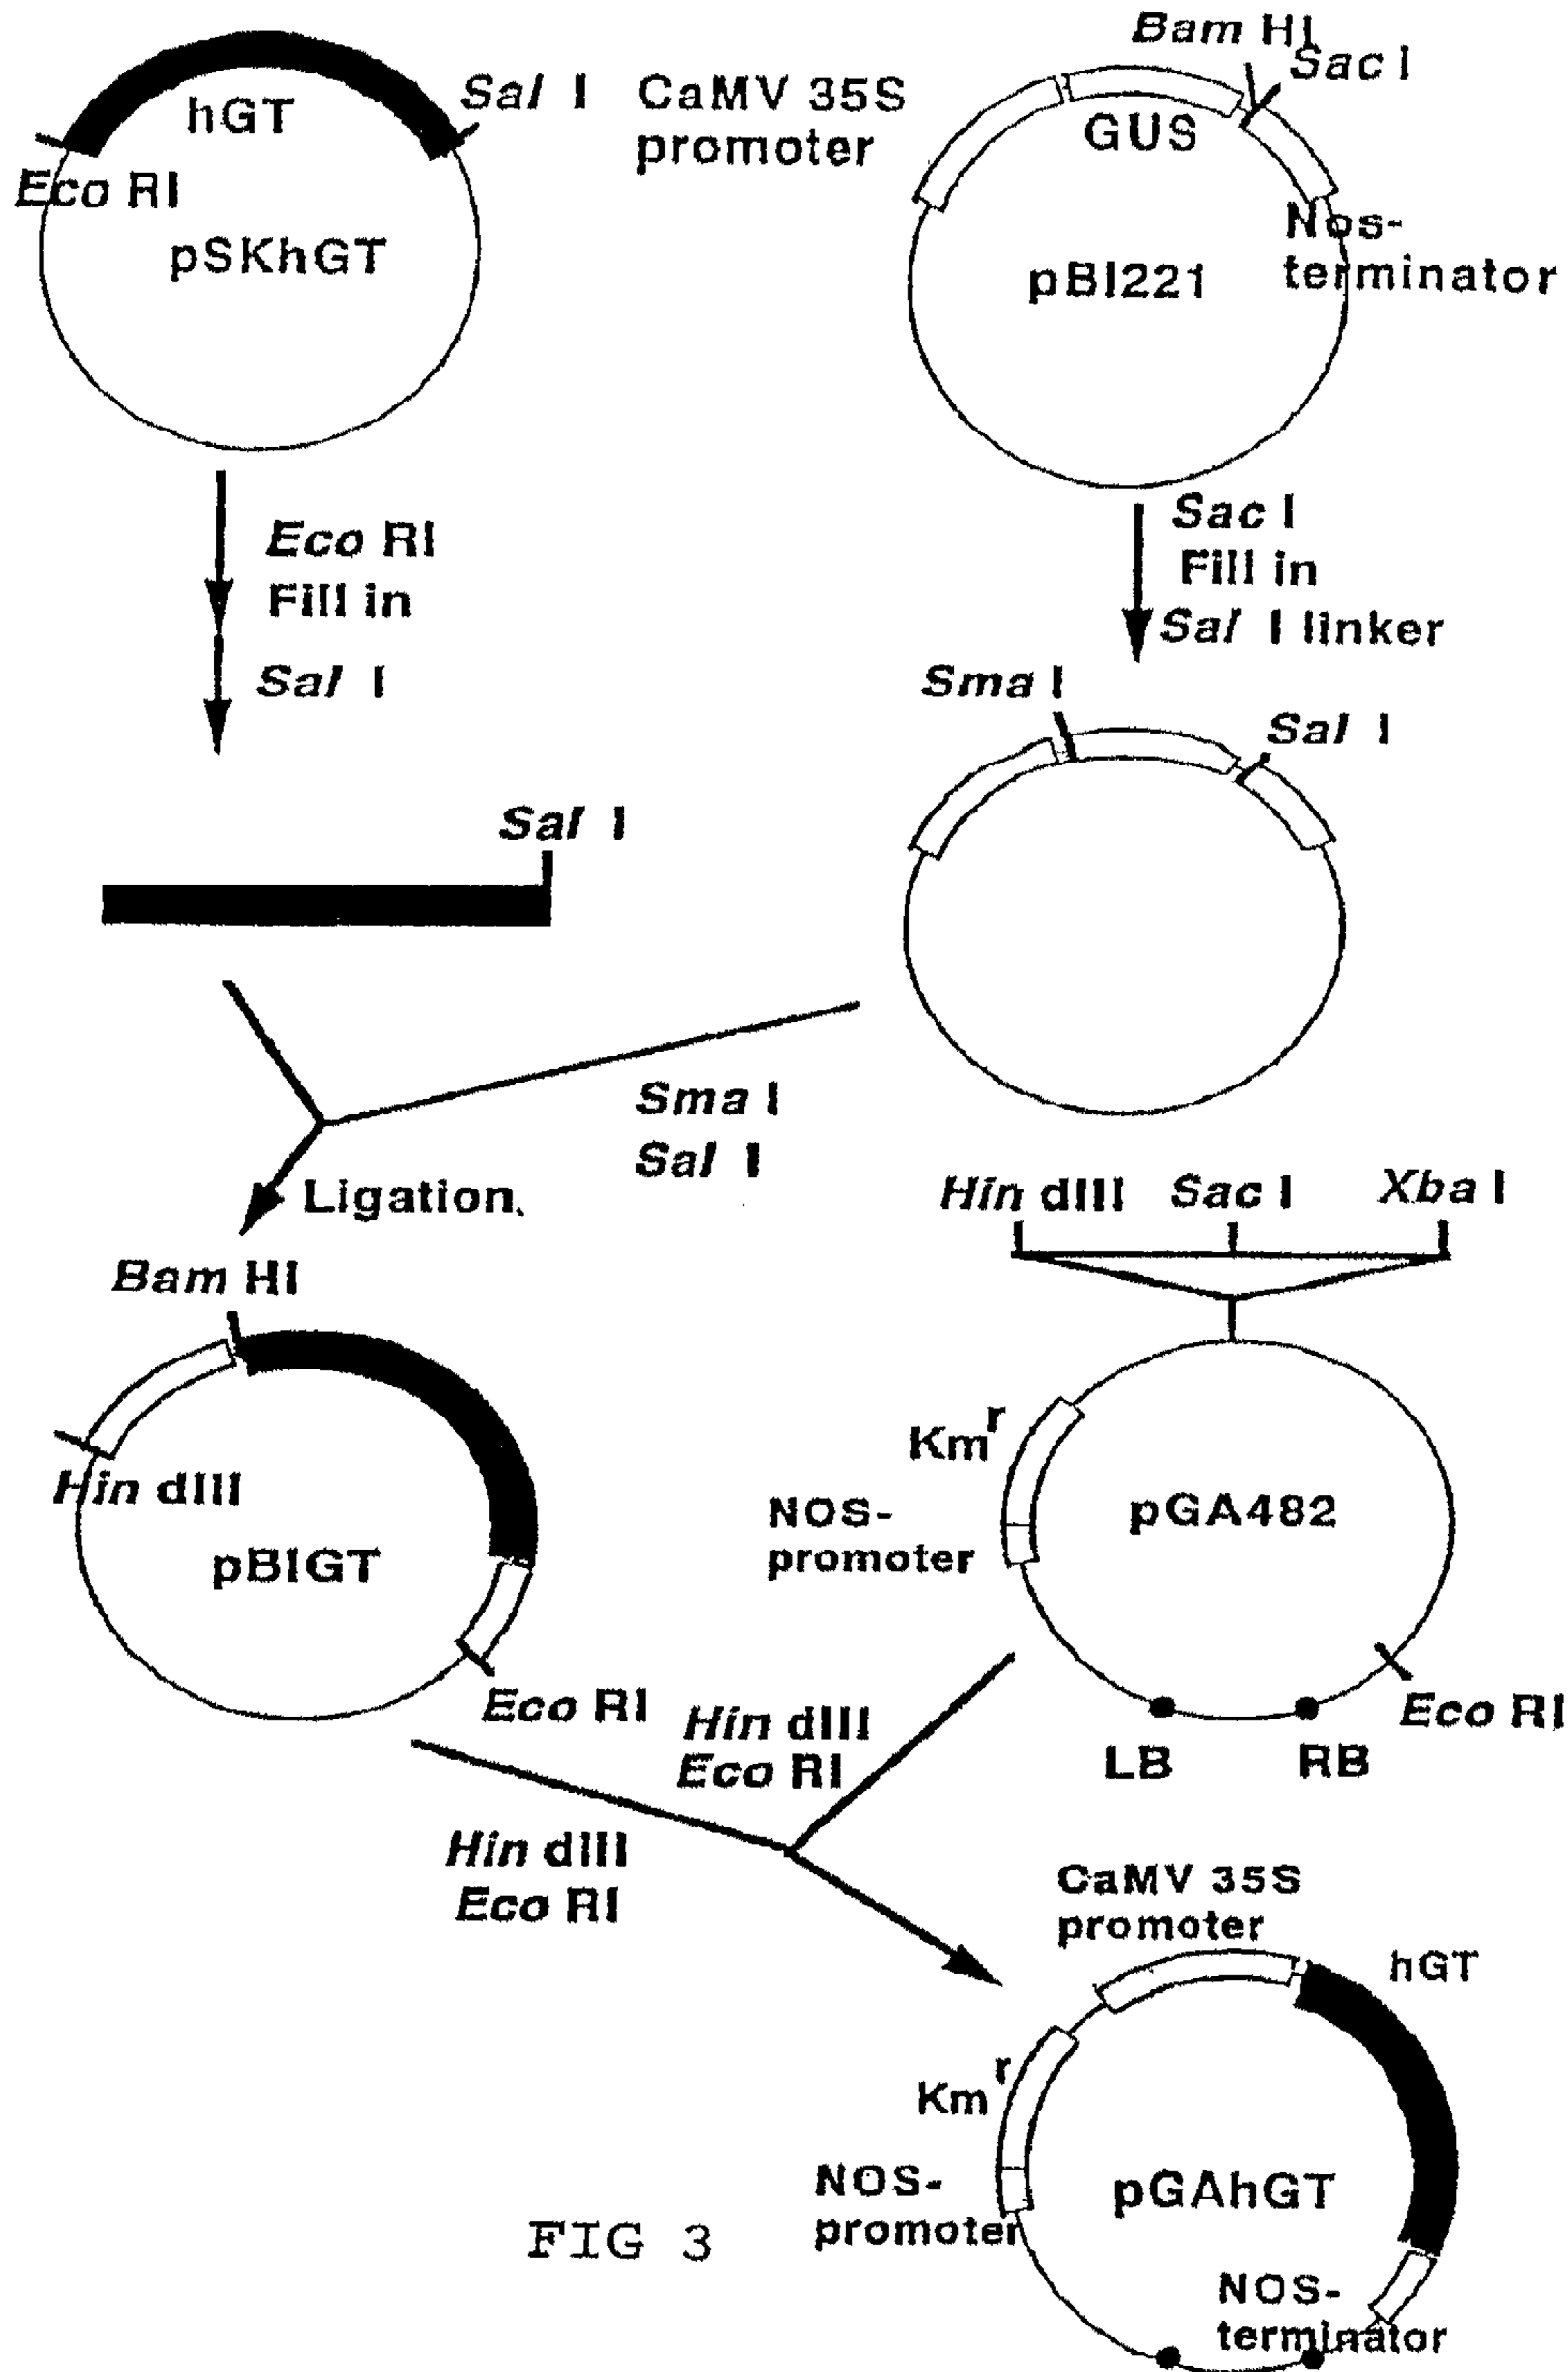 Bam HI
Sac I
hGT
Sal I
CaMV 35S
promoter
GUS
Eco RI
pSKhGT
pBI221
Nos-
terminator
Eco RI
Fill in
Sal I
Sac I
Fill in
Sal I linker
Sma I
Sal I
Sal I
Sma I
Sal I
Ligation.
Hin dIII Sac I Xba I
Bam HI
Hin dIII
pBIGT
Eco RI
Km r
NOS-
promoter
pGA482
Eco RI
LB RB
Hin dIII
Eco RI
Hin dIII
Eco RI
CaMV 35S
promoter
hGT
Km r
NOS-
promoter
pGAhGT
NOS-
terminator
FIG 3